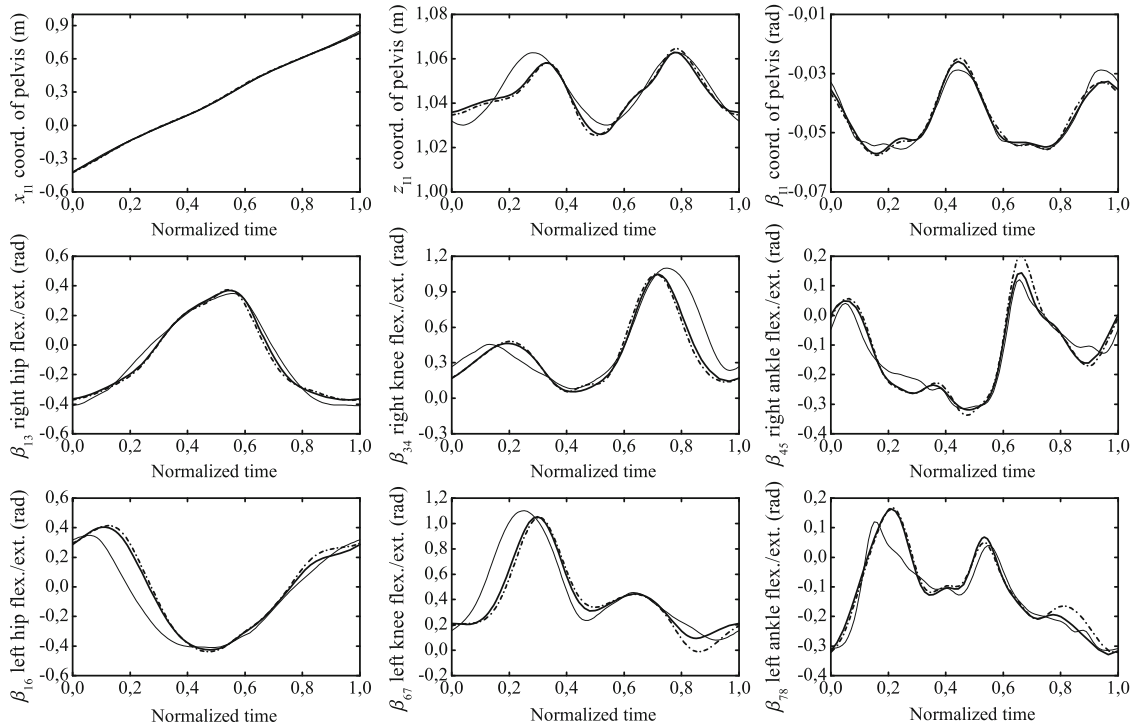 x₁₁ coord. of pelvis (m)
0,9
0,6
0,3
0,0
-0,3
-0,6
0,0 0,2 0,4 0,6 0,8 1,0
Normalized time
z₁₁ coord. of pelvis (m)
1,08
1,06
1,04
1,02
1,00
0,0 0,2 0,4 0,6 0,8 1,0
Normalized time
β₁₁ coord. of pelvis (rad)
-0,01
-0,03
-0,05
-0,07
0,0 0,2 0,4 0,6 0,8 1,0
Normalized time
β₁₃ right hip flex./ext. (rad)
0,6
0,4
0,2
0,0
-0,2
-0,4
-0,6
0,0 0,2 0,4 0,6 0,8 1,0
Normalized time
β₃₄ right knee flex./ext. (rad)
1,2
0,9
0,6
0,3
0,0
-0,3
0,0 0,2 0,4 0,6 0,8 1,0
Normalized time
β₄₅ right ankle flex./ext. (rad)
0,2
0,1
0,0
-0,1
-0,2
-0,3
-0,4
0,0 0,2 0,4 0,6 0,8 1,0
Normalized time
β₁₆ left hip flex./ext. (rad)
0,6
0,4
0,2
0,0
-0,2
-0,4
-0,6
0,0 0,2 0,4 0,6 0,8 1,0
Normalized time
β₆₇ left knee flex./ext. (rad)
1,2
1,0
0,8
0,6
0,4
0,2
0,0
-0,2
0,0 0,2 0,4 0,6 0,8 1,0
Normalized time
β₇₈ left ankle flex./ext. (rad)
0,2
0,1
0,0
-0,1
-0,2
-0,3
-0,4
0,0 0,2 0,4 0,6 0,8 1,0
Normalized time